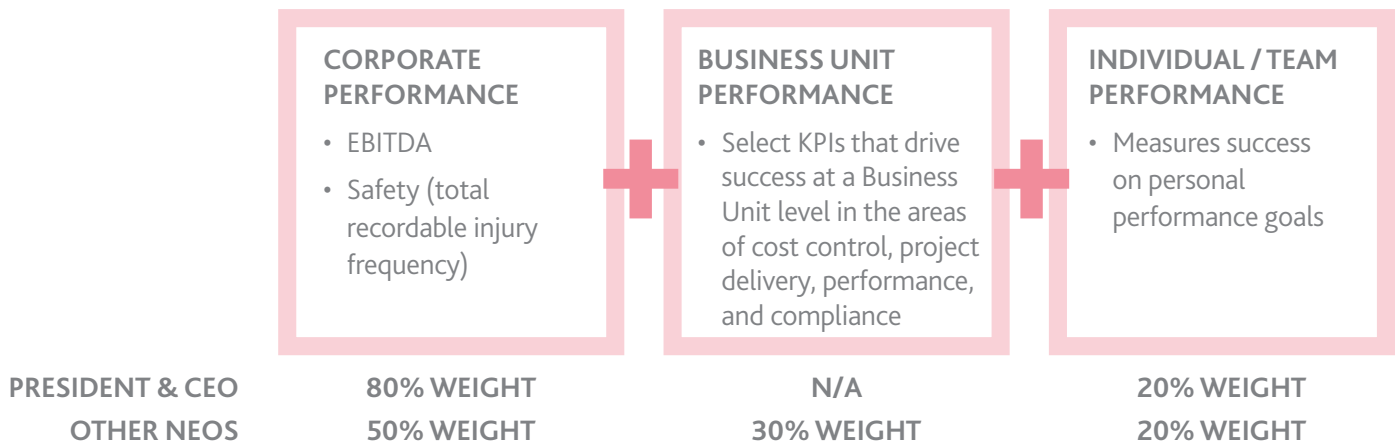 CORPORATE
PERFORMANCE
• EBITDA
• Safety (total
recordable injury
frequency)
BUSINESS UNIT
PERFORMANCE
• Select KPIs that drive
success at a Business
Unit level in the areas
of cost control, project
delivery, performance,
and compliance
INDIVIDUAL / TEAM
PERFORMANCE
• Measures success
on personal
performance goals
PRESIDENT & CEO 80% WEIGHT N/A 20% WEIGHT
OTHER NEOS 50% WEIGHT 30% WEIGHT 20% WEIGHT